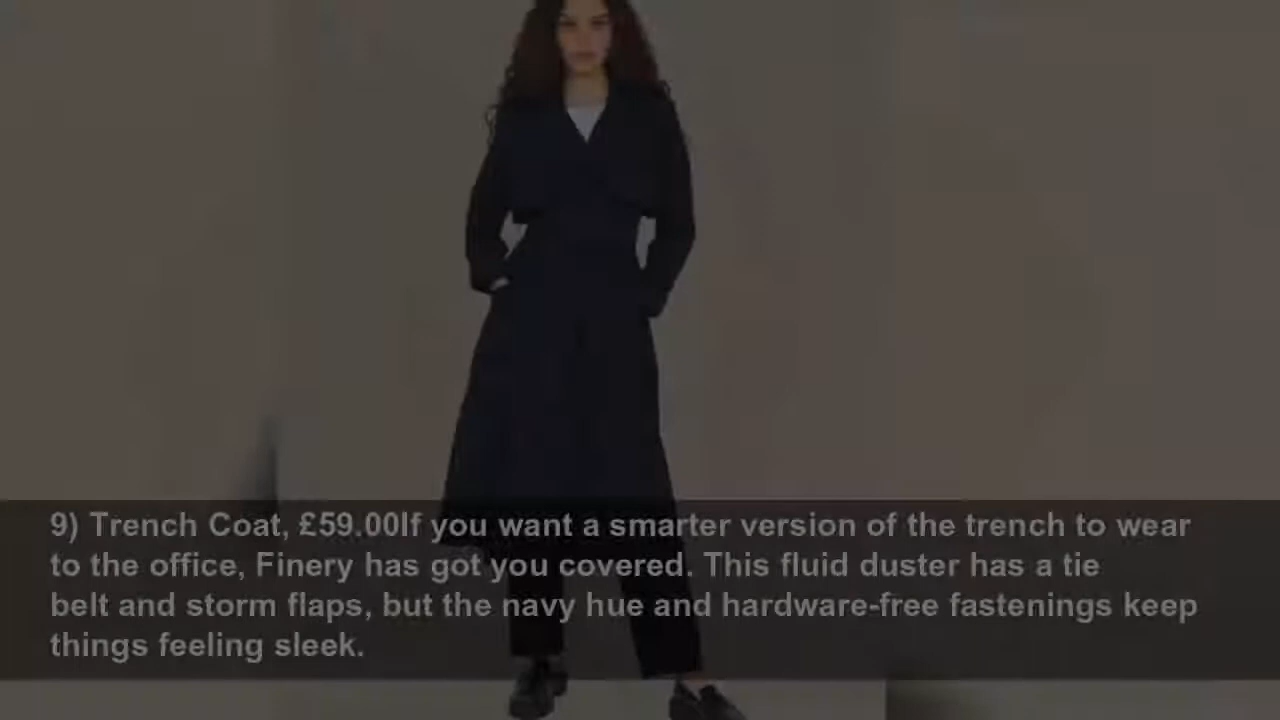 9) Trench Coat, £59.00If you want a smarter version of the trench to wear
to the office, Finery has got you covered. This fluid duster has a tie
belt and storm flaps, but the navy hue and hardware-free fastenings keep
things feeling sleek.